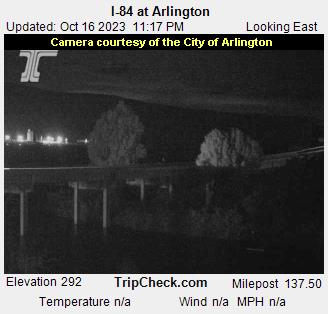 I-84 at Arlington
Updated: Oct 16 2023 11:17 PM Looking East
Camera courtesy of the City of Arlington
Elevation 292 TripCheck.com Milepost 137.50
Temperature n/a Wind n/a MPH n/a